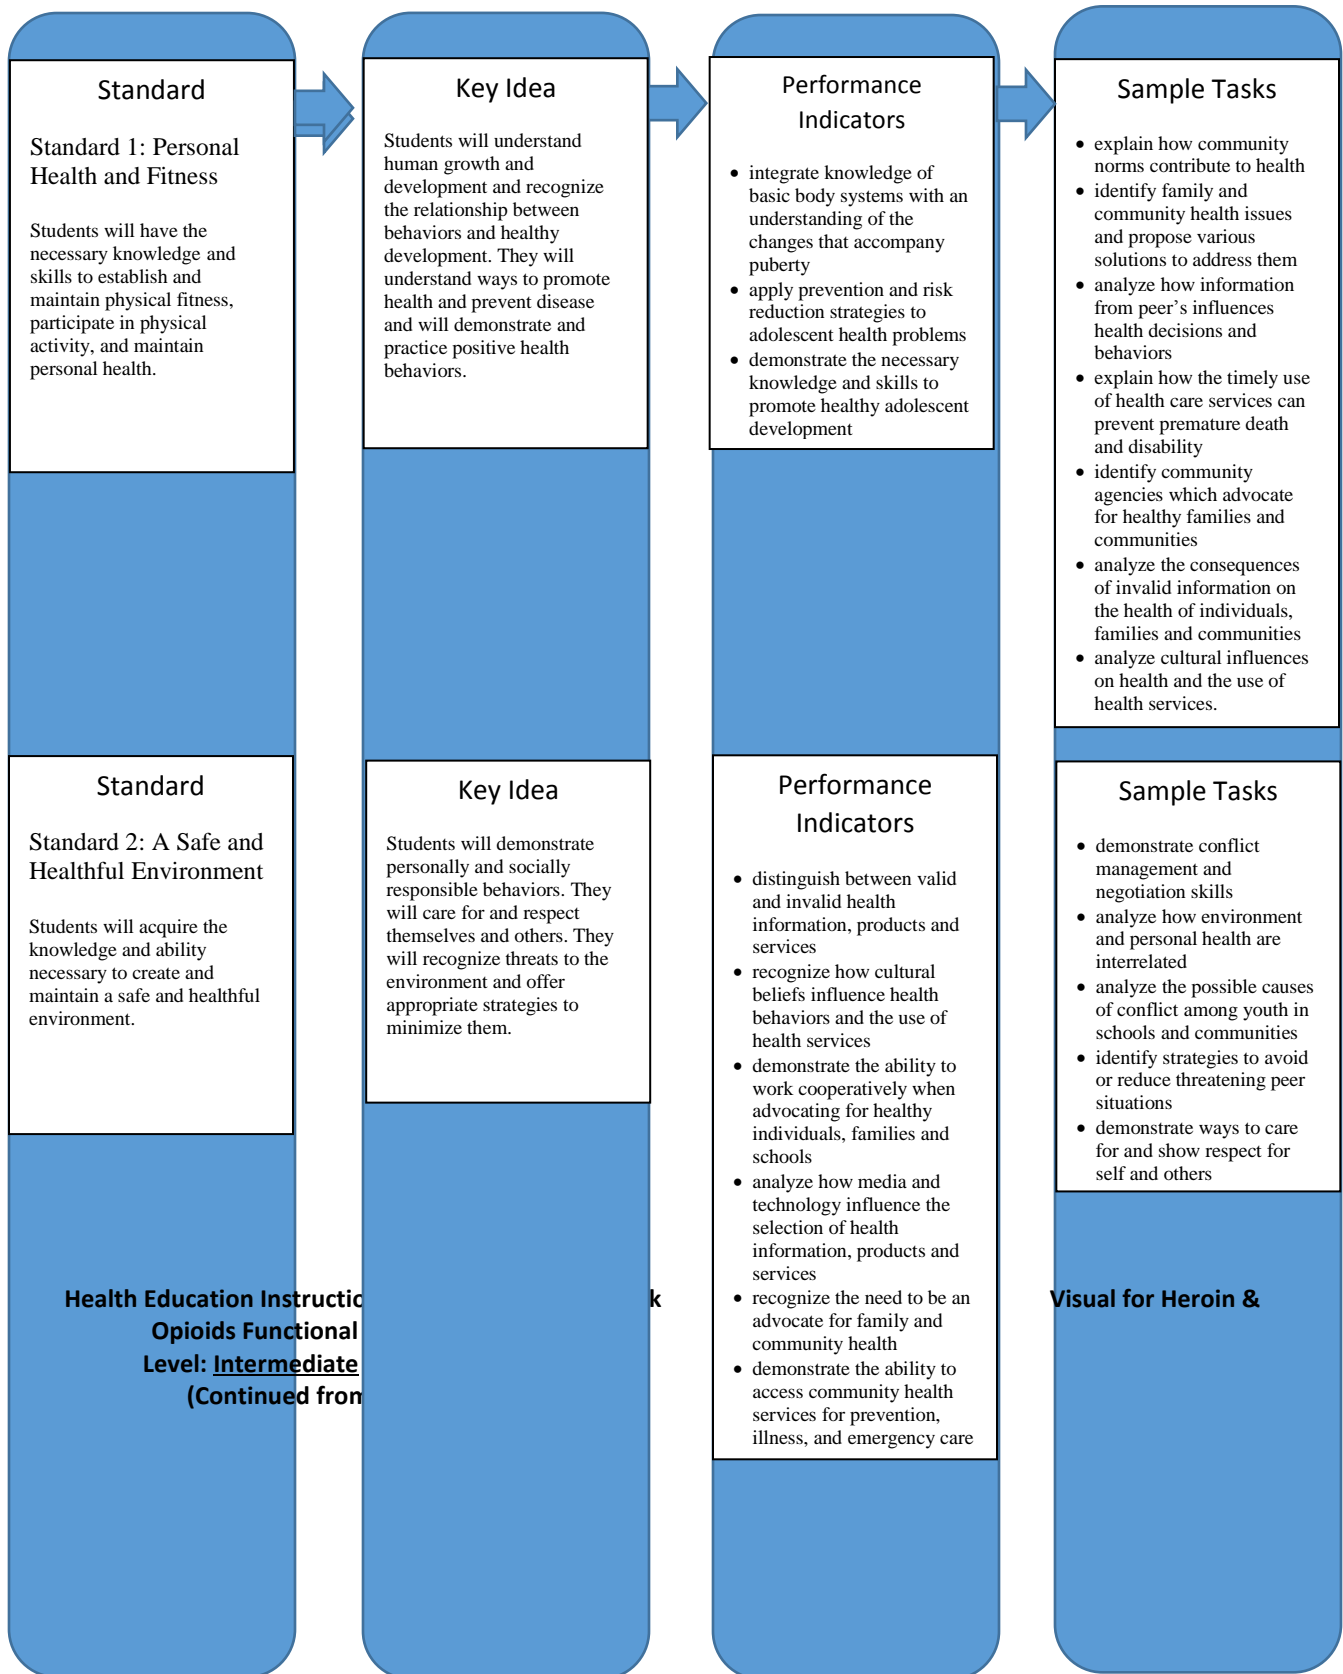 Standard
Standard 1: Personal
Health and Fitness
Students will have the
necessary knowledge and
skills to establish and
maintain physical fitness,
participate in physical
activity, and maintain
personal health.
Key Idea
Students will understand
human growth and
development and recognize
the relationship between
behaviors and healthy
development. They will
understand ways to promote
health and prevent disease
and will demonstrate and
practice positive health
behaviors.
Performance
Indicators
• integrate knowledge of
basic body systems with an
understanding of the
changes that accompany
puberty
• apply prevention and risk
reduction strategies to
adolescent health problems
• demonstrate the necessary
knowledge and skills to
promote healthy adolescent
development
Sample Tasks
• explain how community
norms contribute to health
• identify family and
community health issues
and propose various
solutions to address them
• analyze how information
from peer’s influences
health decisions and
behaviors
• explain how the timely use
of health care services can
prevent premature death
and disability
• identify community
agencies which advocate
for healthy families and
communities
• analyze the consequences
of invalid information on
the health of individuals,
families and communities
• analyze cultural influences
on health and the use of
health services.
Standard
Standard 2: A Safe and
Healthful Environment
Students will acquire the
knowledge and ability
necessary to create and
maintain a safe and healthful
environment.
Key Idea
Students will demonstrate
personally and socially
responsible behaviors. They
will care for and respect
themselves and others. They
will recognize threats to the
environment and offer
appropriate strategies to
minimize them.
Performance
Indicators
• distinguish between valid
and invalid health
information, products and
services
• recognize how cultural
beliefs influence health
behaviors and the use of
health services
• demonstrate the ability to
work cooperatively when
advocating for healthy
individuals, families and
schools
• analyze how media and
technology influence the
selection of health
information, products and
services
• recognize the need to be an
advocate for family and
community health
• demonstrate the ability to
access community health
services for prevention,
illness, and emergency care
Sample Tasks
• demonstrate conflict
management and
negotiation skills
• analyze how environment
and personal health are
interrelated
• analyze the possible causes
of conflict among youth in
schools and communities
• identify strategies to avoid
or reduce threatening peer
situations
• demonstrate ways to care
for and show respect for
self and others
Health Education Visual for Heroin &
Opioids Functional
Level: Intermediate
(Continued